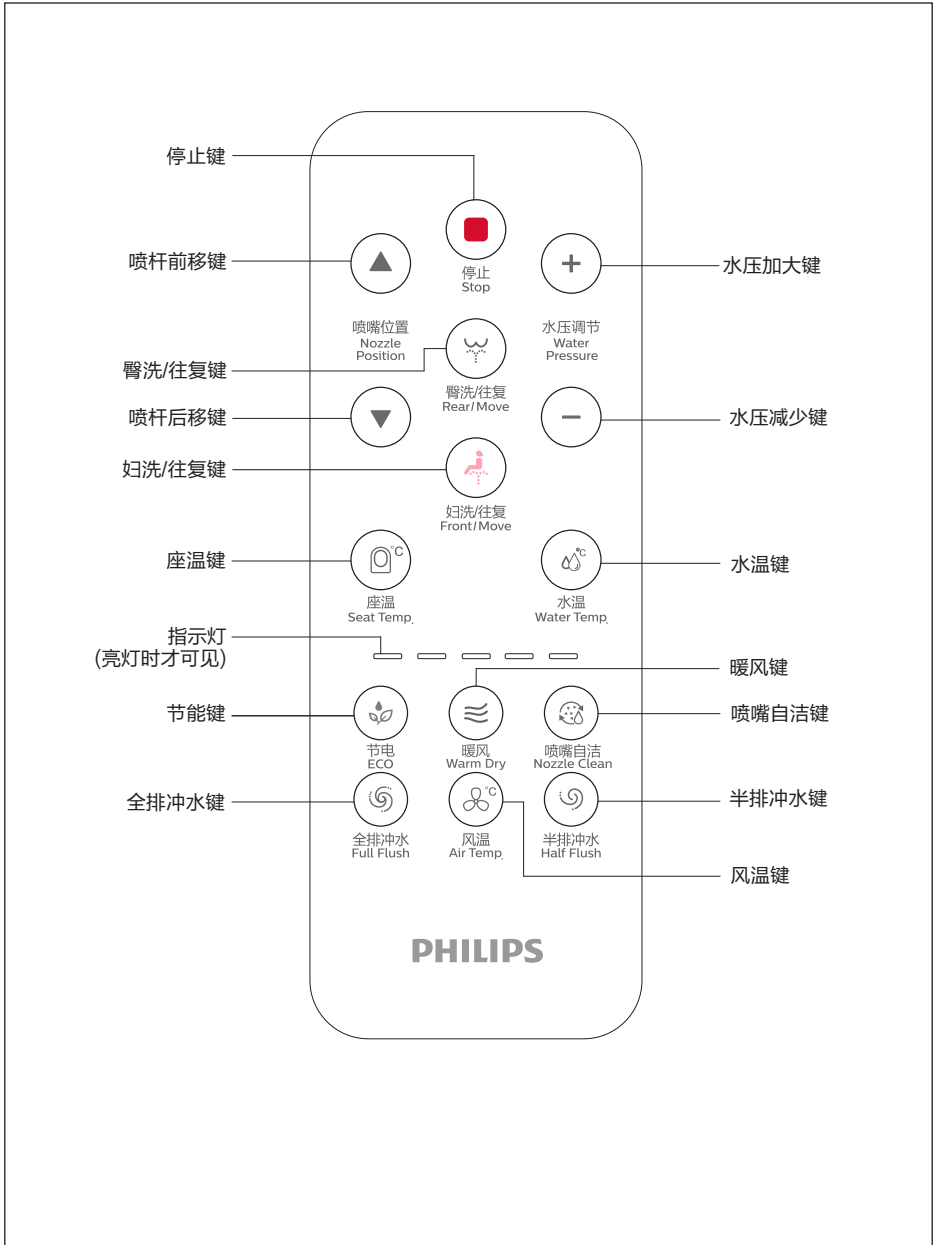 停止键
停止
Stop
喷杆前移键
水压加大键
喷嘴位置
Nozzle
Position
水压调节
Water
Pressure
臀洗/往复键
臀洗/往复
Rear/Move
喷杆后移键
水压减少键
妇洗/往复键
妇洗/往复
Front/Move
座温键
°C
°C
水温键
座温
Seat Temp.
水温
Water Temp.
指示灯
(亮灯时才可见)
暖风键
节能键
喷嘴自洁键
节电
ECO
暖风
Warm Dry
喷嘴自洁
Nozzle Clean
全排冲水键
°C
半排冲水键
全排冲水
Full Flush
风温
Air Temp.
半排冲水
Half Flush
风温键
PHILIPS